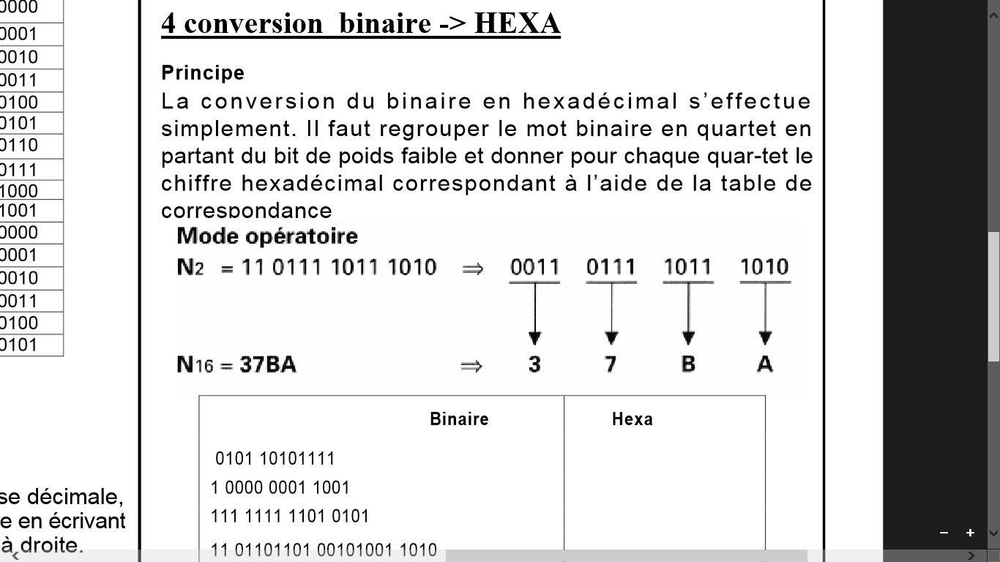 0000
0001
0010
0011
0100
0101
0110
0111
1000
1001
0000
0001
0010
0011
0100
0101
se décimale,
e en écrivant
à droite.
4 conversion binaire -> HEXA
Principe
La conversion du binaire en hexadécimal s’effectue
simplement. Il faut regrouper le mot binaire en quartet en
partant du bit de poids faible et donner pour chaque quar-tet le
chiffre hexadécimal correspondant à l’aide de la table de
correspondance
Mode opératoire
N2 = 11 0111 1011 1010 ⇒ 0011 0111 1011 1010
N16 = 37BA ⇒ 3 7 B A
Binaire Hexa
0101 10101111
1 0000 0001 1001
111 1111 1101 0101
11 01101101 00101001 1010